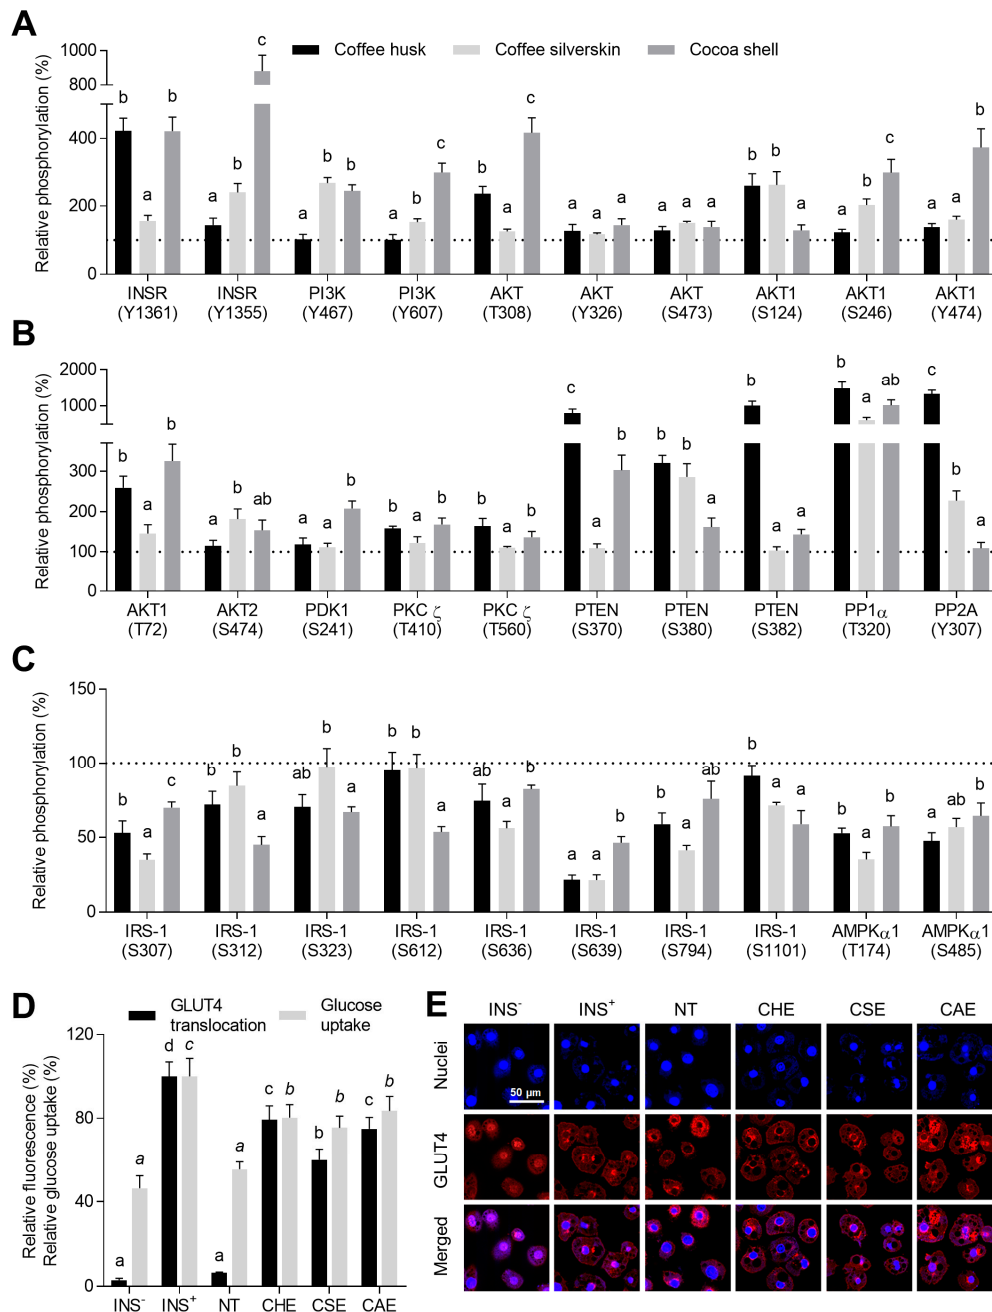 A
Relative phosphorylation (%)
Coffee husk Coffee silverskin Cocoa shell
1000
800
400
200
0
b a b a b c a b b a b c b a c a a a a a a b b a a b c a a b
INSR INSR PI3K PI3K AKT AKT AKT AKT1 AKT1 AKT1
(Y1361) (Y1355) (Y467) (Y607) (T308) (Y326) (S473) (S124) (S246) (Y474)
B
Relative phosphorylation (%)
2000
1000
300
200
100
0
b a b a b ab a a b b a b b a b c a b b b a b a a b a ab c b a
AKT1 AKT2 PDK1 PKC ζ PKC ζ PTEN PTEN PTEN PP1α PP2A
(T72) (S474) (S241) (T410) (T560) (S370) (S380) (S382) (T320) (Y307)
C
Relative phosphorylation (%)
150
100
50
0
b a c b b a ab b a b b a ab a b a a b b a ab b a a b a b a ab b
IRS-1 IRS-1 IRS-1 IRS-1 IRS-1 IRS-1 IRS-1 IRS-1 AMPKα1 AMPKα1
(S307) (S312) (S323) (S612) (S636) (S639) (S794) (S1101) (T174) (S485)
D
GLUT4 translocation
Glucose uptake
Relative fluorescence (%)
Relative glucose uptake (%)
120
80
40
0
a a d c a a c b b b c b
INS⁻ INS⁺ NT CHE CSE CAE
E
INS⁻ INS⁺ NT CHE CSE CAE
Nuclei
50 µm
GLUT4
Merged